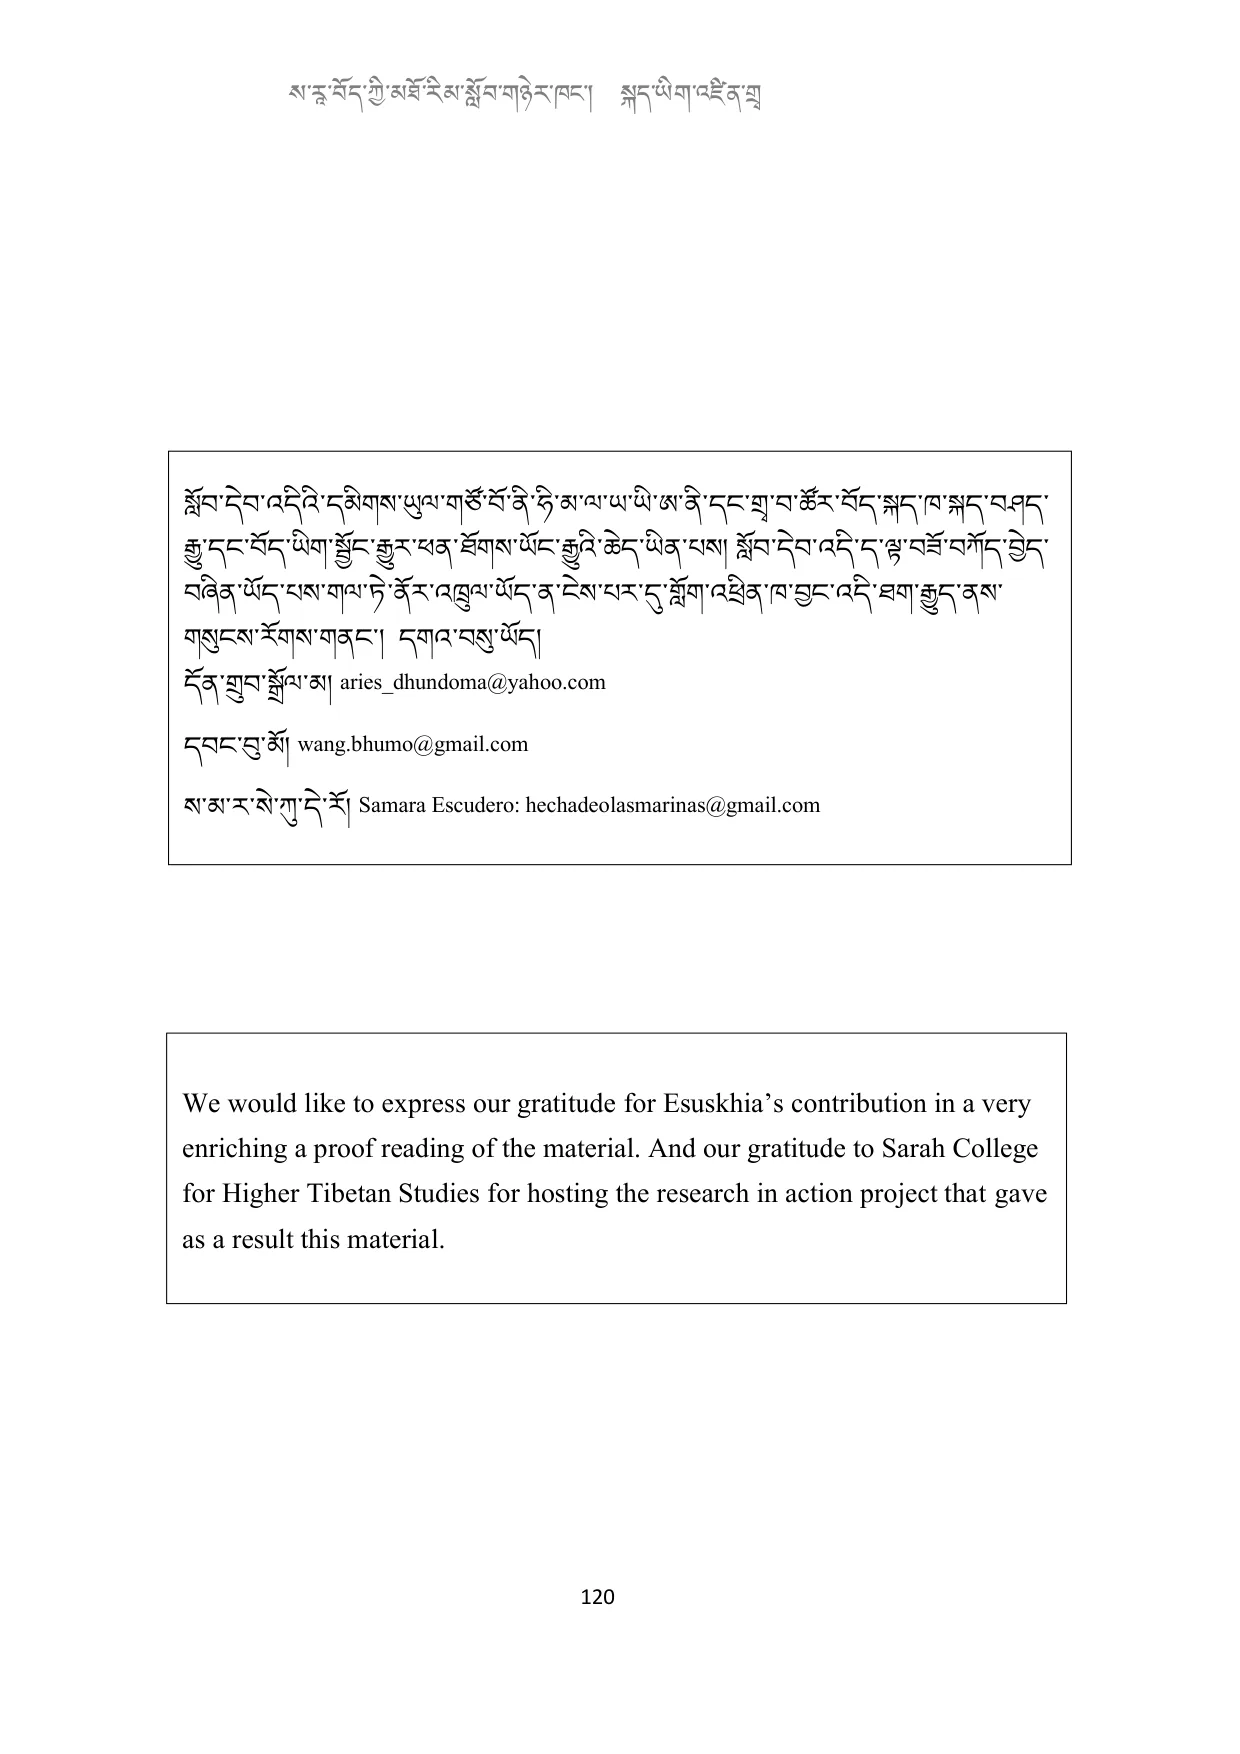 ས་རཱ་བོད་ཀྱི་མཐོ་རིམ་སློབ་གཉེར་ཁང་། སྐད་ཡིག་འཛིན་གྲྭ
སློབ་དེབ་འདིའི་དམིགས་ཡུལ་གཙོ་བོ་ནི་ཧི་མ་ལ་ཡ་ཡི་ཨ་ནི་དང་གྲྭ་བ་ཚོར་བོད་སྐད་ཁ་སྐད་བཤད་
རྒྱུ་དང་བོད་ཡིག་སྦྱོང་རྒྱུར་ཕན་ཐོགས་ཡོང་རྒྱུའི་ཆེད་ཡིན་པས། སློབ་དེབ་འདི་ད་ལྟ་བཟོ་བཀོད་བྱེད་
བཞིན་ཡོད་པས་གལ་ཏེ་ནོར་འཁྲུལ་ཡོད་ན་ངེས་པར་དུ་གློག་འཕྲིན་ཁ་བྱང་འདི་ཐག་རྒྱུད་ནས་
གསུངས་རོགས་གནང་། དགའ་བསུ་ཡོད།
དོན་གྲུབ་སྒྲོལ་མ། aries_dhundoma@yahoo.com
དབང་བུ་མོ། wang.bhumo@gmail.com
ས་མ་ར་སེ་ཀུ་དེ་རོ། Samara Escudero: hechadeolasmarinas@gmail.com
We would like to express our gratitude for Esuskhia’s contribution in a very
enriching a proof reading of the material. And our gratitude to Sarah College
for Higher Tibetan Studies for hosting the research in action project that gave
as a result this material.
120